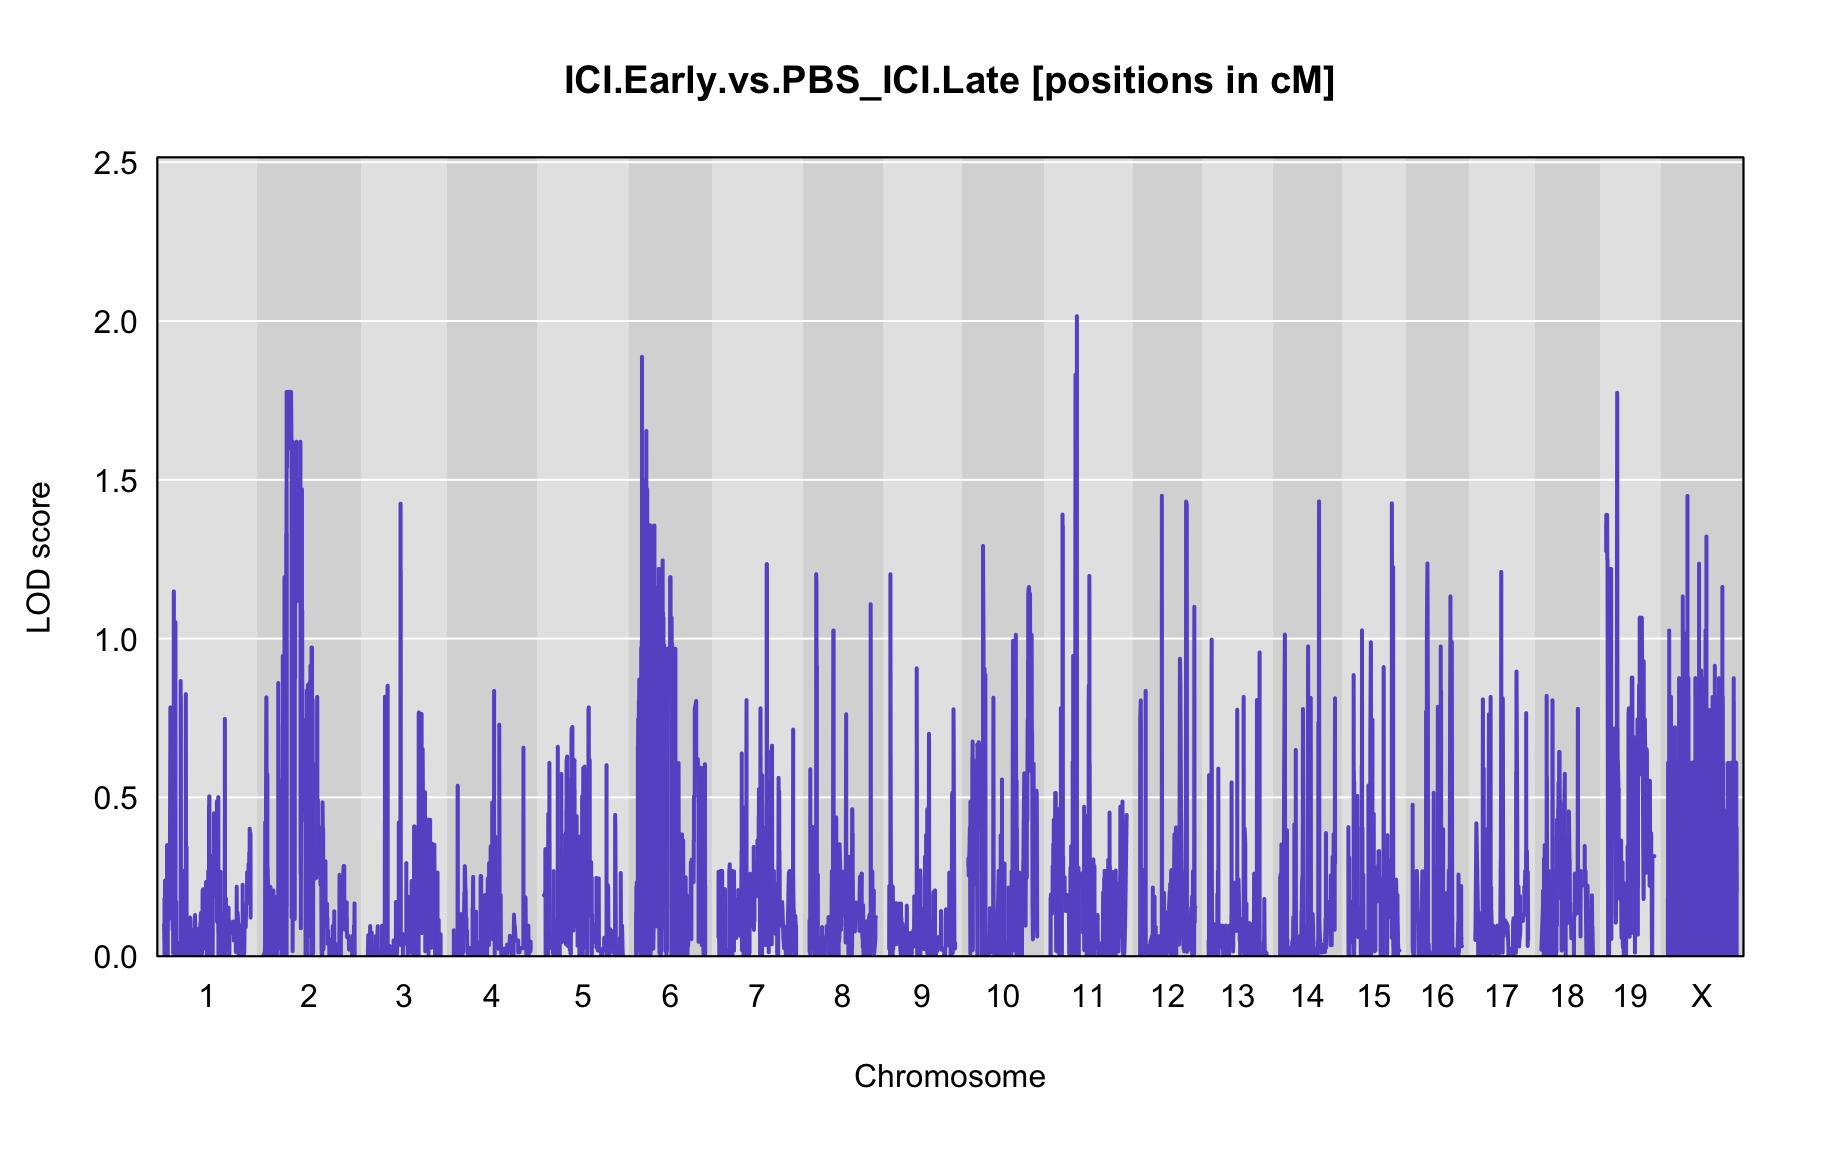 ICI.Early.vs.PBS_ICI.Late [positions in cM]
2.5
2.0
1.5
1.0
0.5
0.0
LOD score
1 2 3 4 5 6 7 8 9 10 11 12 13 14 15 16 17 18 19 X
Chromosome